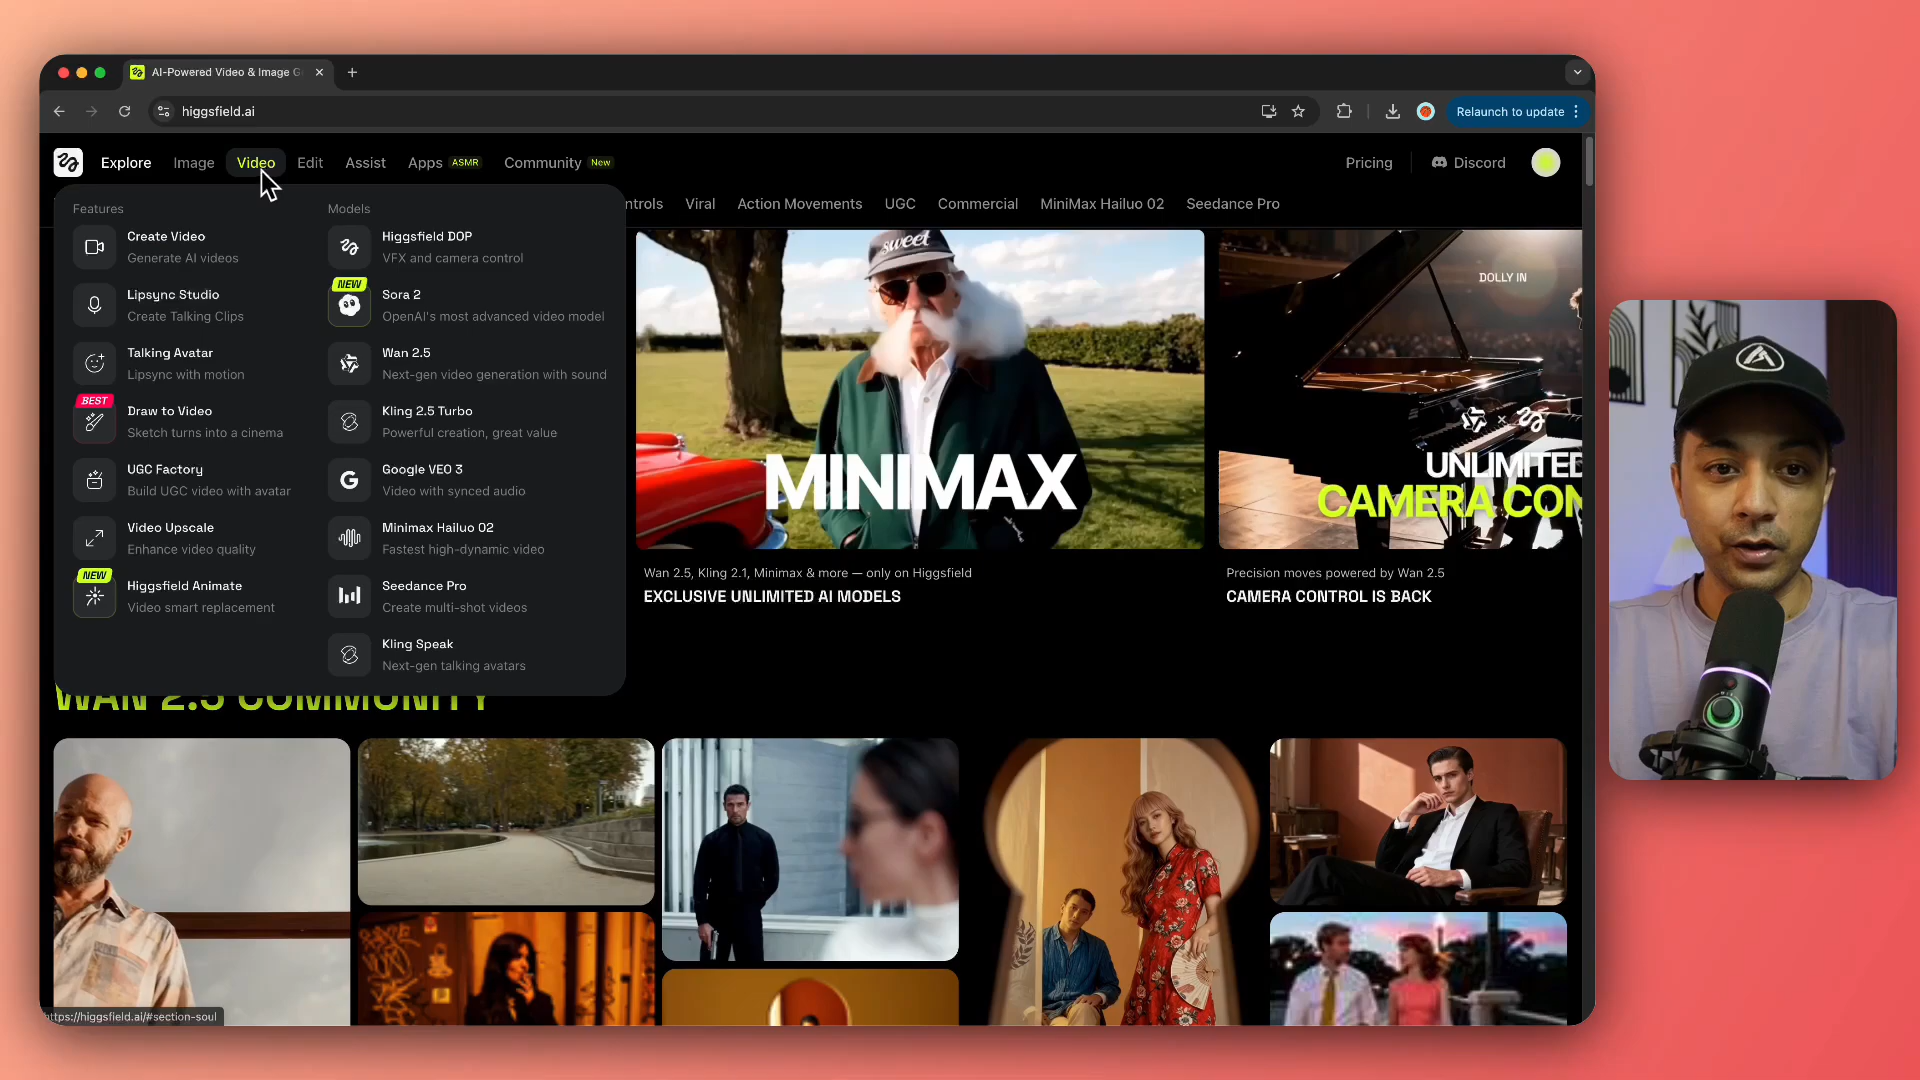 AI-Powered Video & Image G
higgsfield.ai
Relaunch to update
Explore
Image
Video
Edit
Assist
Apps ASMR
Community New
Pricing
Discord
ntrols
Viral
Action Movements
UGC
Commercial
MiniMax Hailuo 02
Seedance Pro
Features
Create Video
Generate AI videos
Lipsync Studio
Create Talking Clips
Talking Avatar
Lipsync with motion
BEST
Draw to Video
Sketch turns into a cinema
UGC Factory
Build UGC video with avatar
Video Upscale
Enhance video quality
NEW
Higgsfield Animate
Video smart replacement
Models
Higgsfield DOP
VFX and camera control
NEW
Sora 2
OpenAI's most advanced video model
Wan 2.5
Next-gen video generation with sound
Kling 2.5 Turbo
Powerful creation, great value
Google VEO 3
Video with synced audio
Minimax Hailuo 02
Fastest high-dynamic video
Seedance Pro
Create multi-shot videos
Kling Speak
Next-gen talking avatars
sweet
MINIMAX
Wan 2.5, Kling 2.1, Minimax & more — only on Higgsfield
EXCLUSIVE UNLIMITED AI MODELS
DOLLY IN
UNLIMITED
CAMERA CON
Precision moves powered by Wan 2.5
CAMERA CONTROL IS BACK
WAN 2.5 COMMUNITY
https://higgsfield.ai/#section-soul